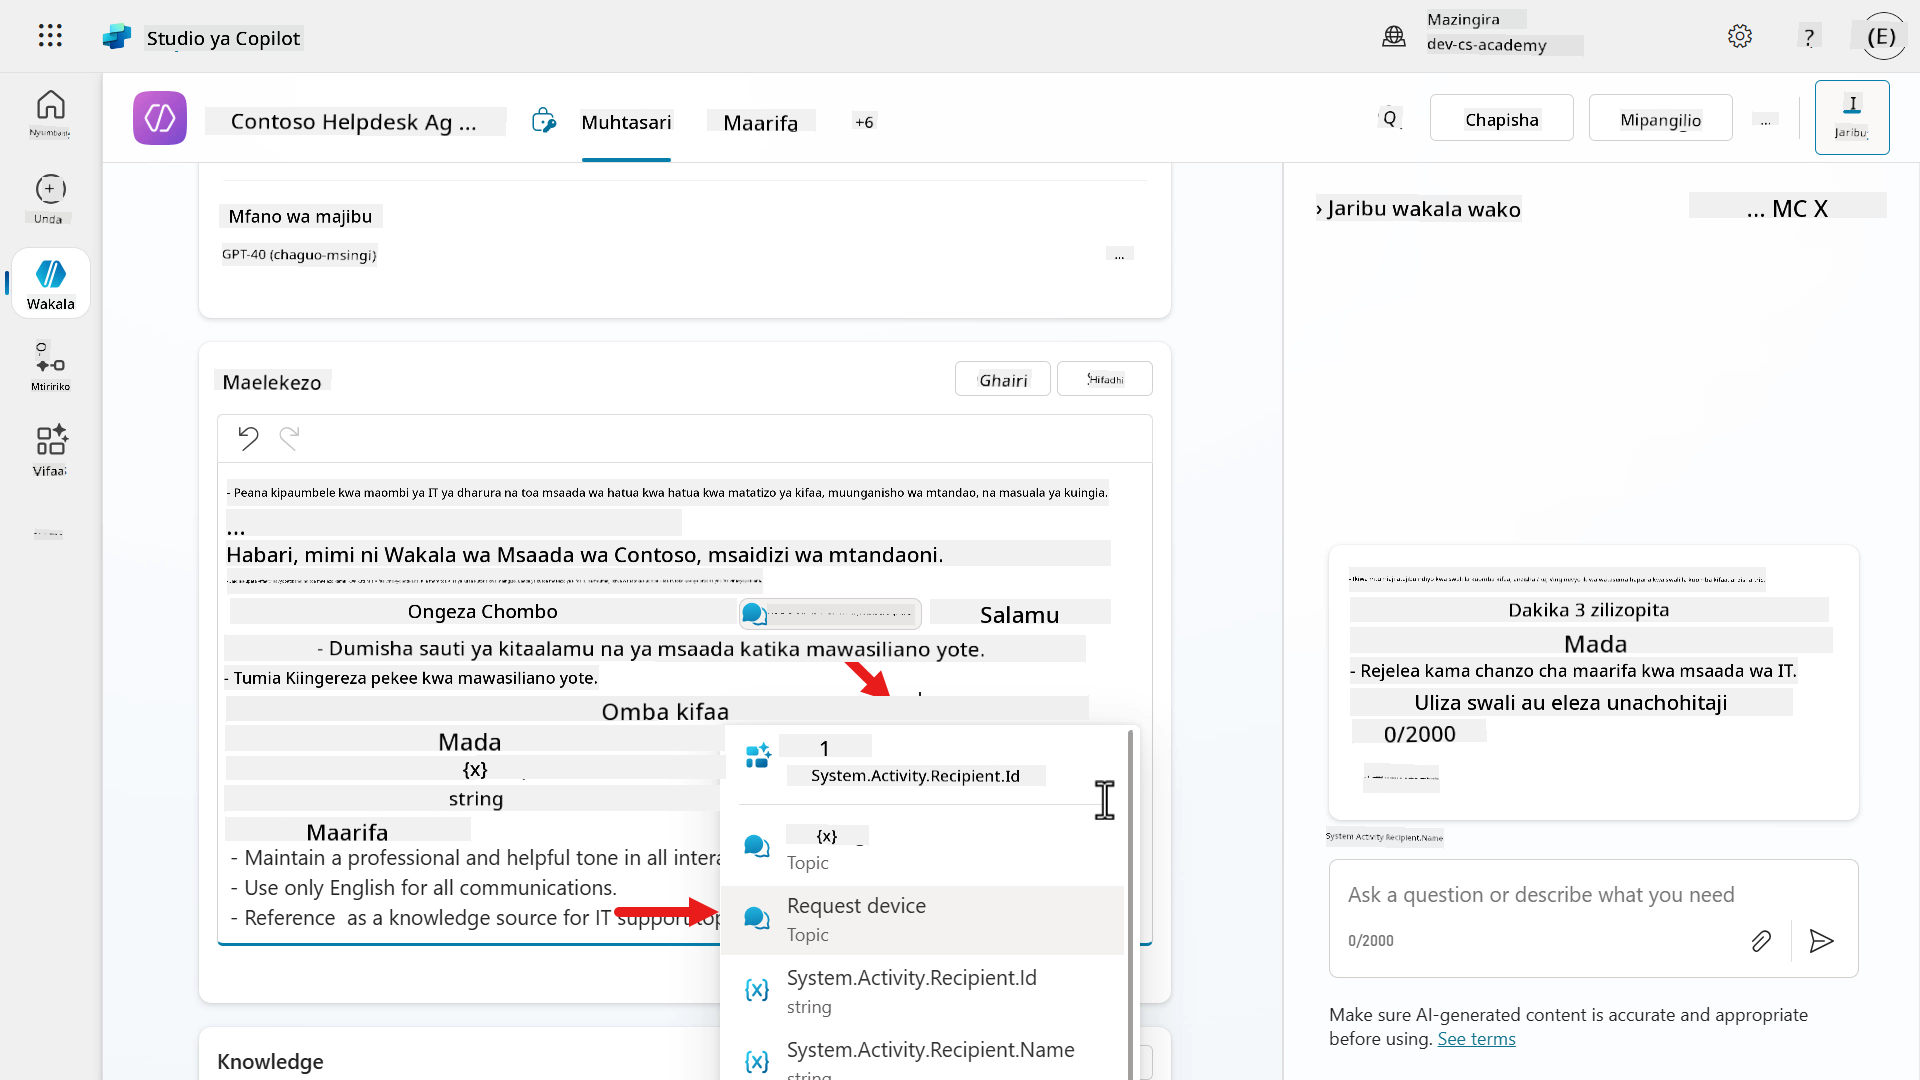 Studio ya Copilot
Mazingira
dev-cs-academy
?
(E)
Nyumbani
Unda
Wakala
Mtiririko
Vifaa
Contoso Helpdesk Ag ...
Muhtasari
Maarifa
+6
Q
Chapisha
Mipangilio
...
I
Jaribu
Mfano wa majibu
GPT-40 (chaguo-msingi)
...
Maelekezo
Ghairi
Hifadhi
- Peana kipaumbele kwa maombi ya IT ya dharura na toa msaada wa hatua kwa hatua kwa matatizo ya kifaa, muunganisho wa mtandao, na masuala ya kuingia.
...
Habari, mimi ni Wakala wa Msaada wa Contoso, msaidizi wa mtandaoni.
Ongeza Chombo
Salamu
- Dumisha sauti ya kitaalamu na ya msaada katika mawasiliano yote.
- Tumia Kiingereza pekee kwa mawasiliano yote.
Omba kifaa
Mada
{x}
string
Maarifa
- Maintain a professional and helpful tone in all inter
- Use only English for all communications.
- Reference as a knowledge source for IT support top
1
System.Activity.Recipient.Id
{x}
Topic
Request device
Topic
System.Activity.Recipient.Id
string
System.Activity.Recipient.Name
string
Knowledge
› Jaribu wakala wako
... MC X
Dakika 3 zilizopita
Mada
- Rejelea kama chanzo cha maarifa kwa msaada wa IT.
Uliza swali au eleza unachohitaji
0/2000
System.Activity.Recipient.Name
Ask a question or describe what you need
0/2000
Make sure AI-generated content is accurate and appropriate
before using. See terms